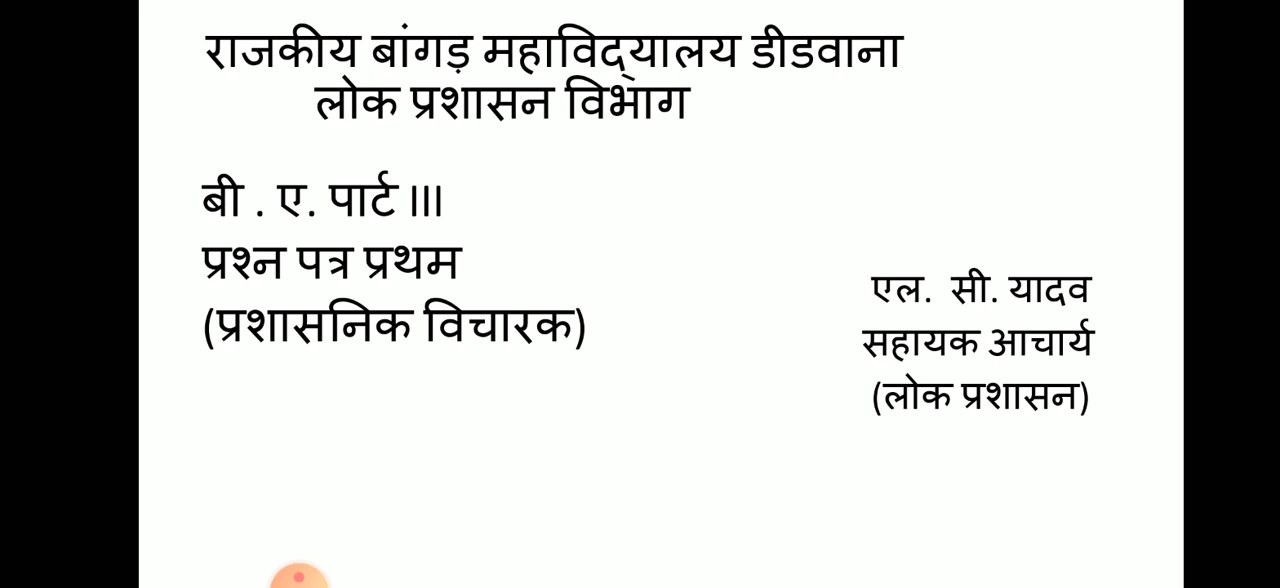 राजकीय बांगड़ महाविद्यालय डीडवाना
लोक प्रशासन विभाग
बी . ए. पार्ट III
प्रश्न पत्र प्रथम
(प्रशासनिक विचारक)
एल. सी. यादव
सहायक आचार्य
(लोक प्रशासन)